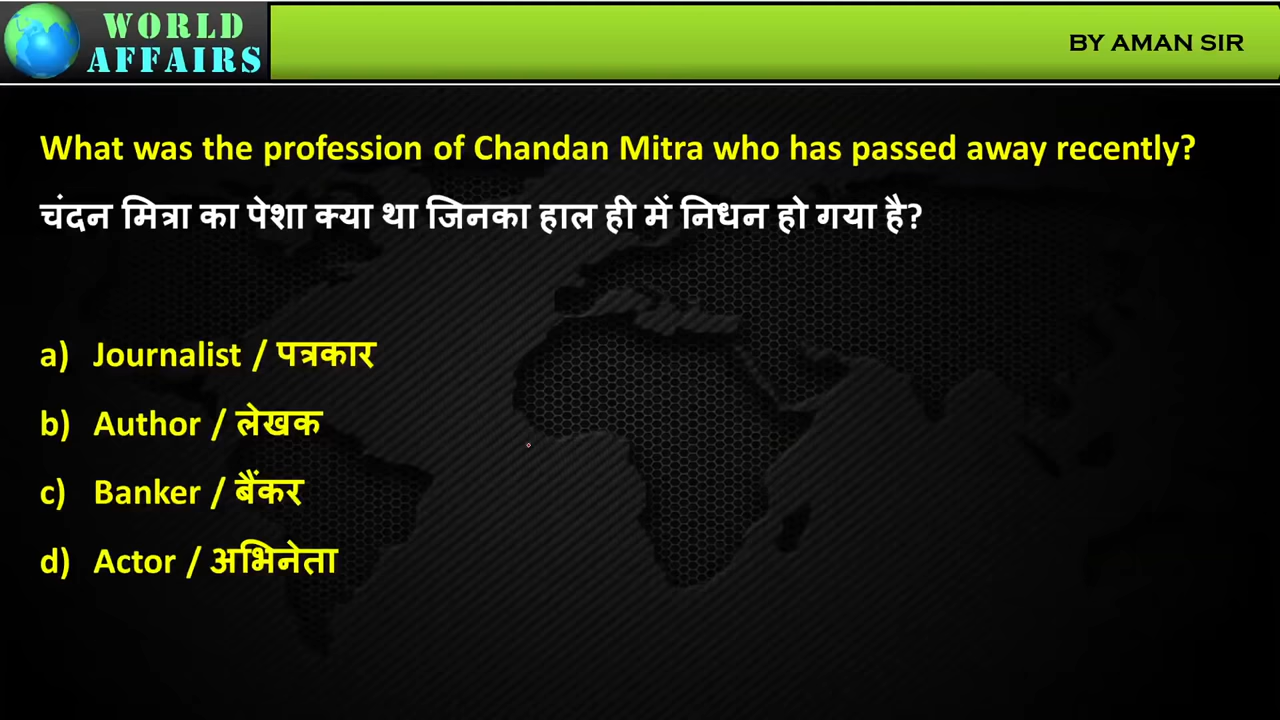 WORLD
AFFAIRS
BY AMAN SIR
What was the profession of Chandan Mitra who has passed away recently?
चंदन मित्रा का पेशा क्या था जिनका हाल ही में निधन हो गया है?
a) Journalist / पत्रकार
b) Author / लेखक
c) Banker / बैंकर
d) Actor / अभिनेता